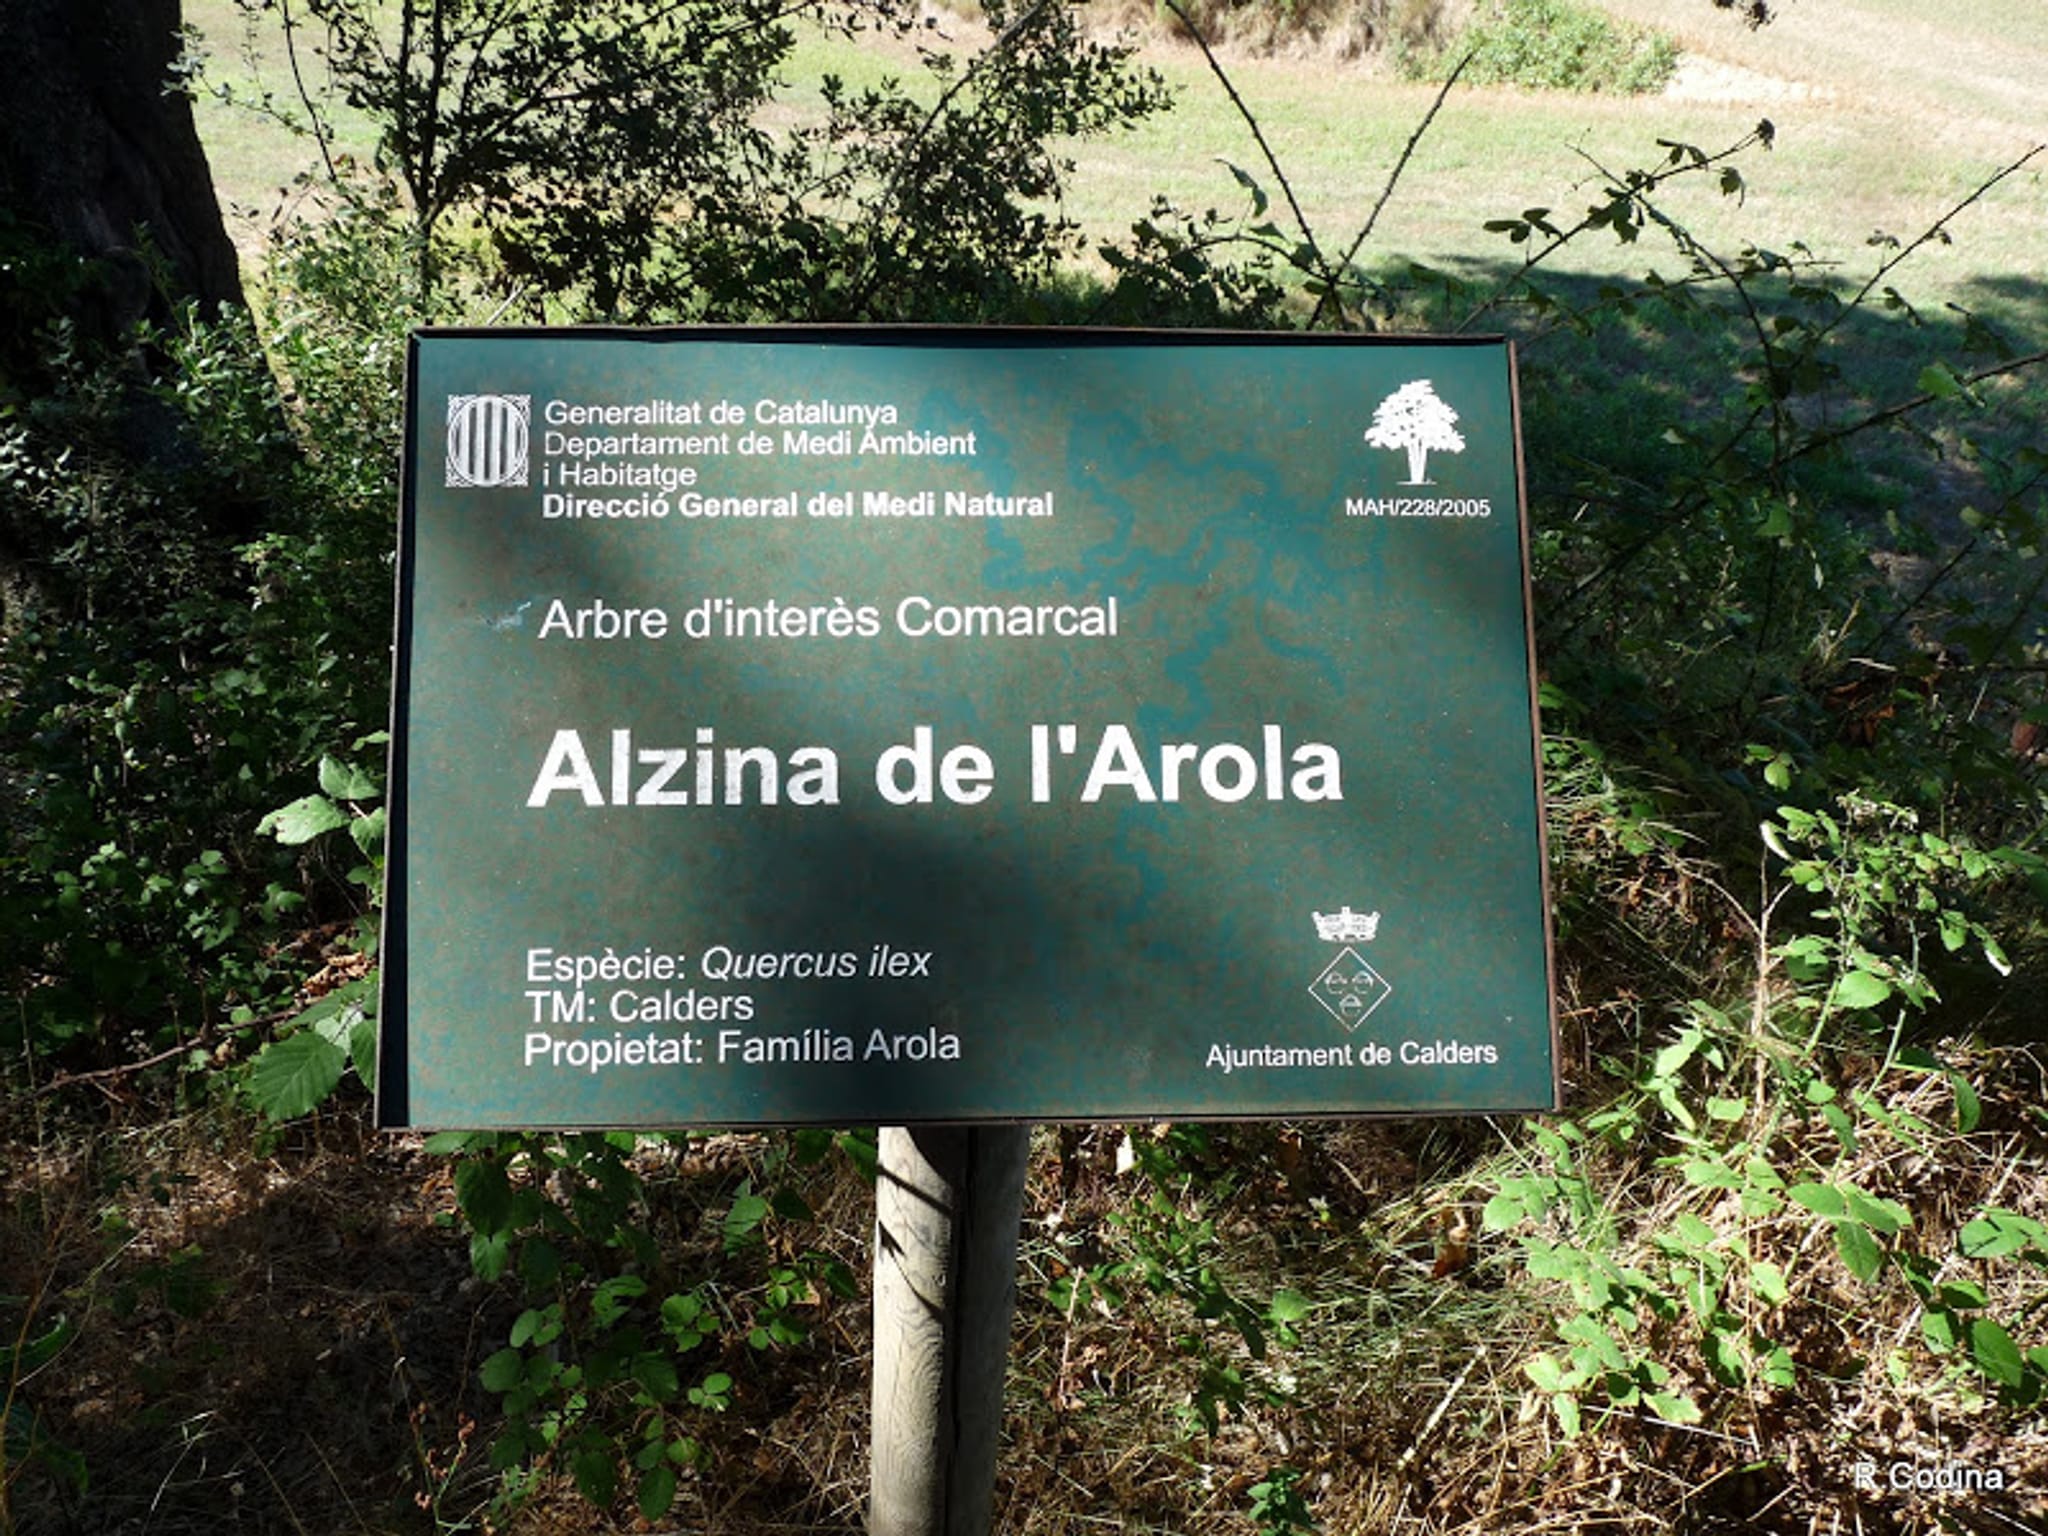 Generalitat de Catalunya
Departament de Medi Ambient
i Habitatge
Direcció General del Medi Natural
MAH/228/2005
Arbre d'interès Comarcal
Alzina de l'Arola
Espècie: Quercus ilex
TM: Calders
Propietat: Família Arola
Ajuntament de Calders
R.Codina